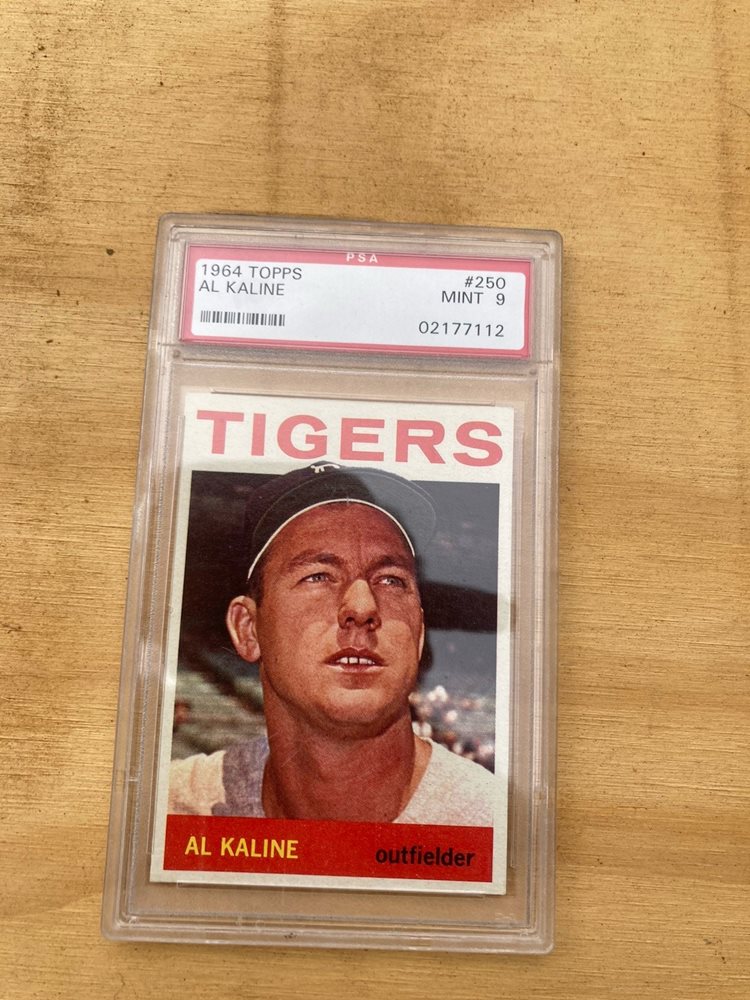 PSA
1964 TOPPS #250
AL KALINE MINT 9
02177112
TIGERS
AL KALINE outfielder